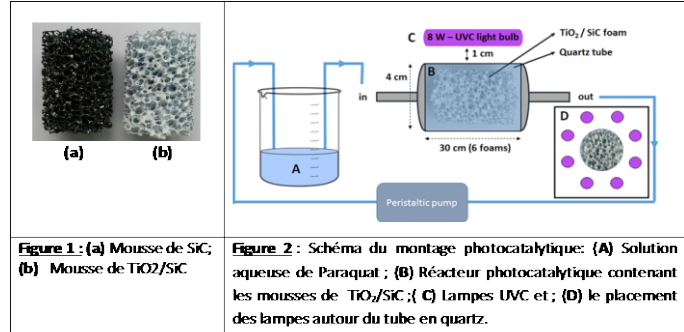 (a) (b)
C 8 W – UVC light bulb
1 cm
TiO2 / SiC foam
Quartz tube
4 cm
B
in
out
30 cm (6 foams)
D
A
Peristaltic pump
Figure 1 : (a) Mousse de SiC;
(b) Mousse de TiO2/SiC
Figure 2 : Schéma du montage photocatalytique: (A) Solution
aqueuse de Paraquat ; (B) Réacteur photocatalytique contenant
les mousses de TiO2/SiC ;( C) Lampes UVC et ; (D) le placement
des lampes autour du tube en quartz.